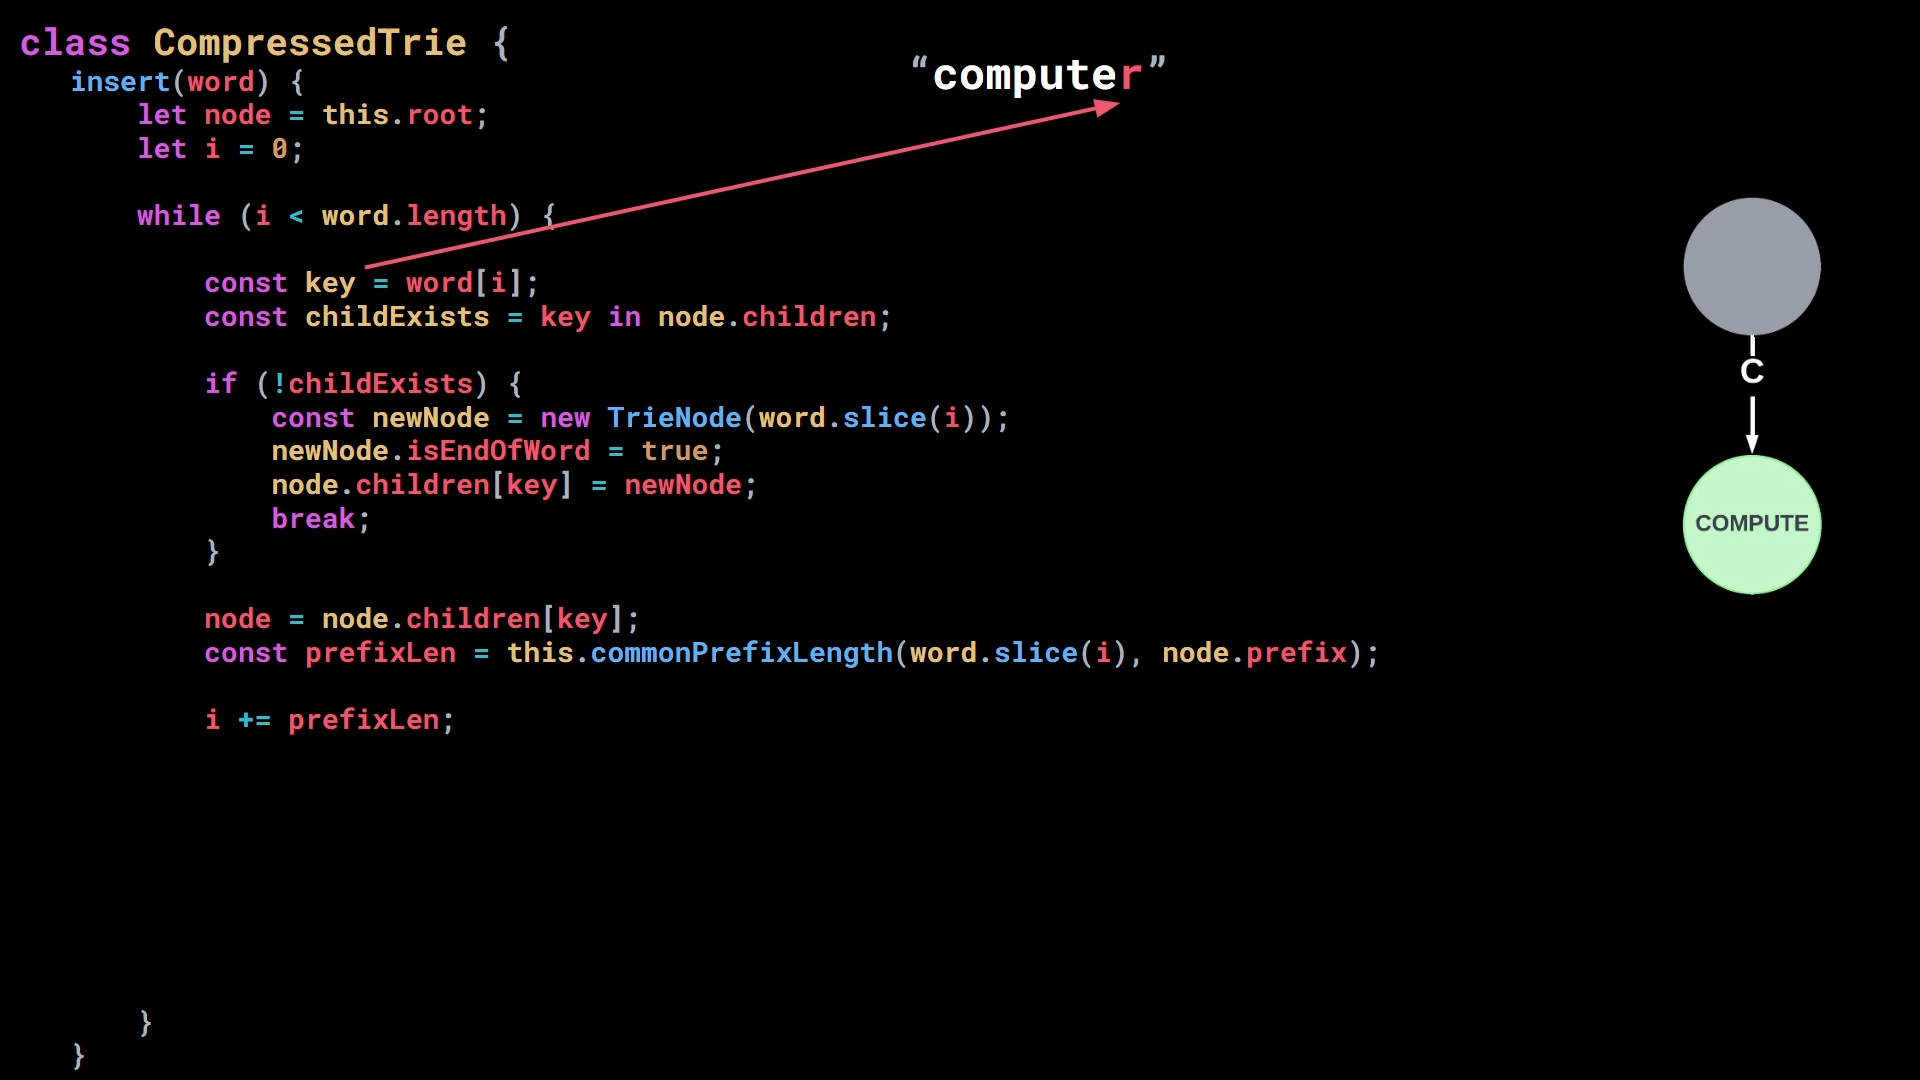 class CompressedTrie {
insert(word) {
let node = this.root;
let i = 0;
while (i < word.length) {
const key = word[i];
const childExists = key in node.children;
if (!childExists) {
const newNode = new TrieNode(word.slice(i));
newNode.isEndOfWord = true;
node.children[key] = newNode;
break;
}
node = node.children[key];
const prefixLen = this.commonPrefixLength(word.slice(i), node.prefix);
i += prefixLen;
}
}
“computer”
C
COMPUTE